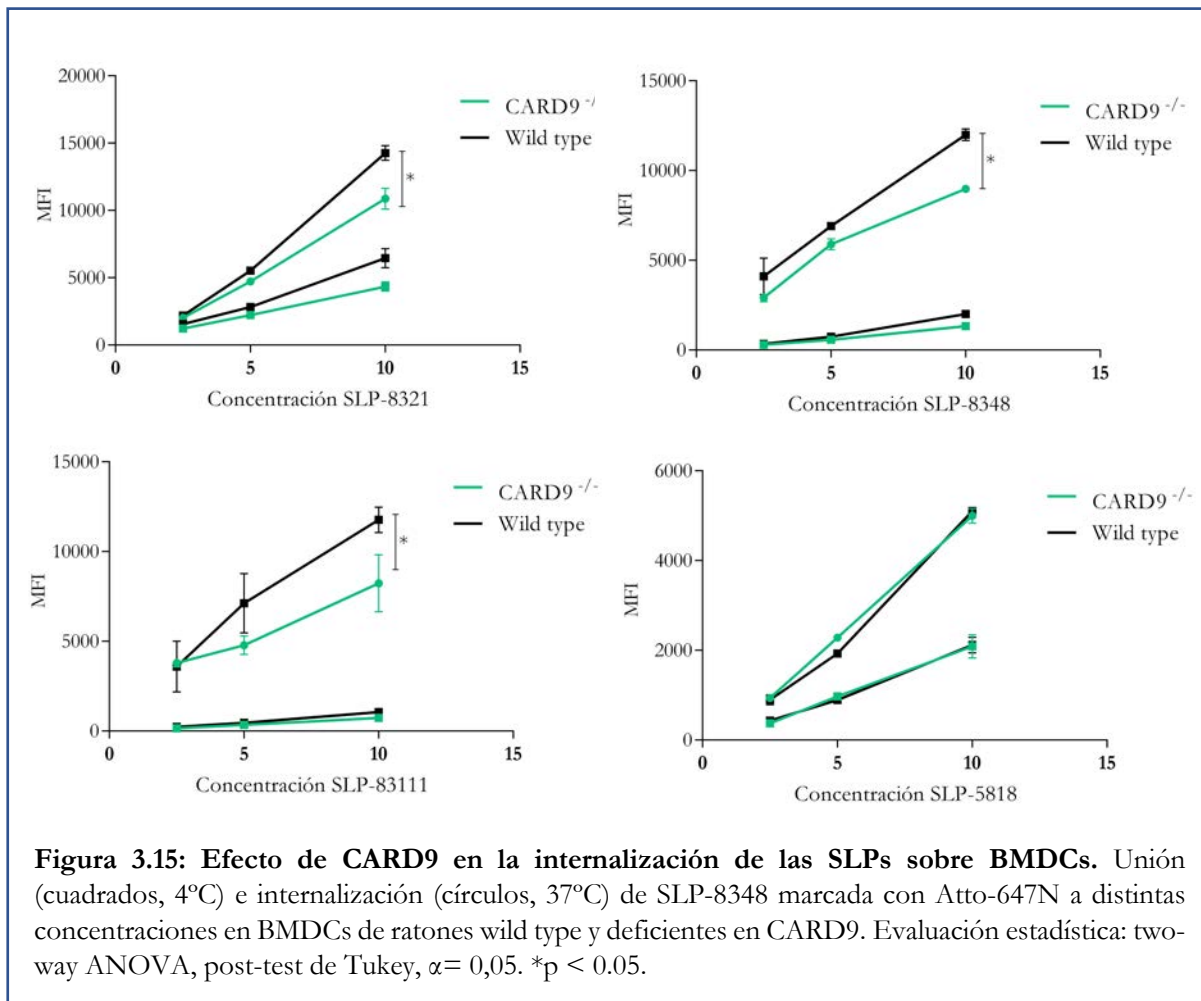 20000
15000
10000
5000
0
MFI
0
5
10
15
Concentración SLP-8321
CARD9 -/
Wild type
*
15000
10000
5000
0
MFI
0
5
10
15
Concentración SLP-8348
CARD9 -/-
Wild type
*
15000
10000
5000
0
MFI
0
5
10
15
Concentración SLP-83111
CARD9 -/-
Wild type
*
6000
4000
2000
0
MFI
0
5
10
15
Concentración SLP-5818
CARD9 -/-
Wild type
Figura 3.15: Efecto de CARD9 en la internalización de las SLPs sobre BMDCs. Unión
(cuadrados, 4ºC) e internalización (círculos, 37ºC) de SLP-8348 marcada con Atto-647N a distintas
concentraciones en BMDCs de ratones wild type y deficientes en CARD9. Evaluación estadística: two-
way ANOVA, post-test de Tukey, α= 0,05. *p < 0.05.